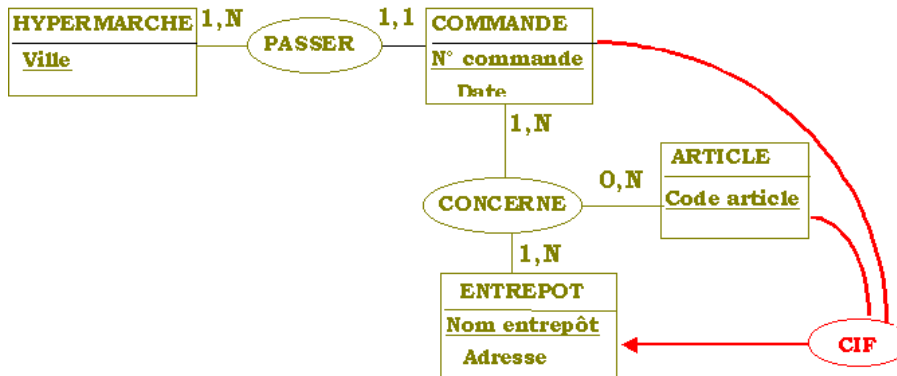 HYPERMARCHE
Ville
1,N
PASSER
1,1
COMMANDE
N° commande
Date
1,N
CONCERNE
O,N
ARTICLE
Code article
1,N
ENTREPOT
Nom entrepôt
Adresse
CIF